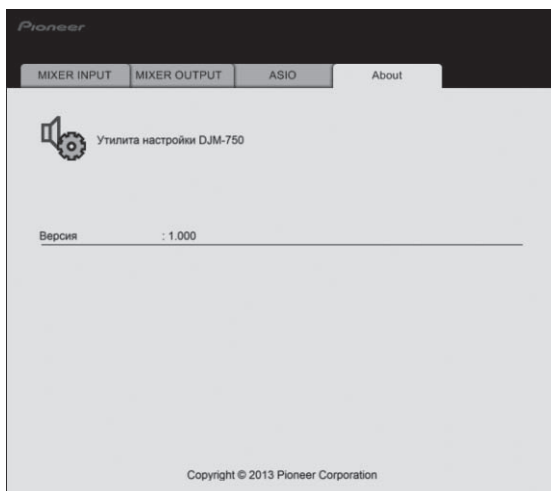 Pioneer
MIXER INPUT MIXER OUTPUT ASIO About
Утилита настройки DJM-750
Версия : 1.000
Copyright © 2013 Pioneer Corporation